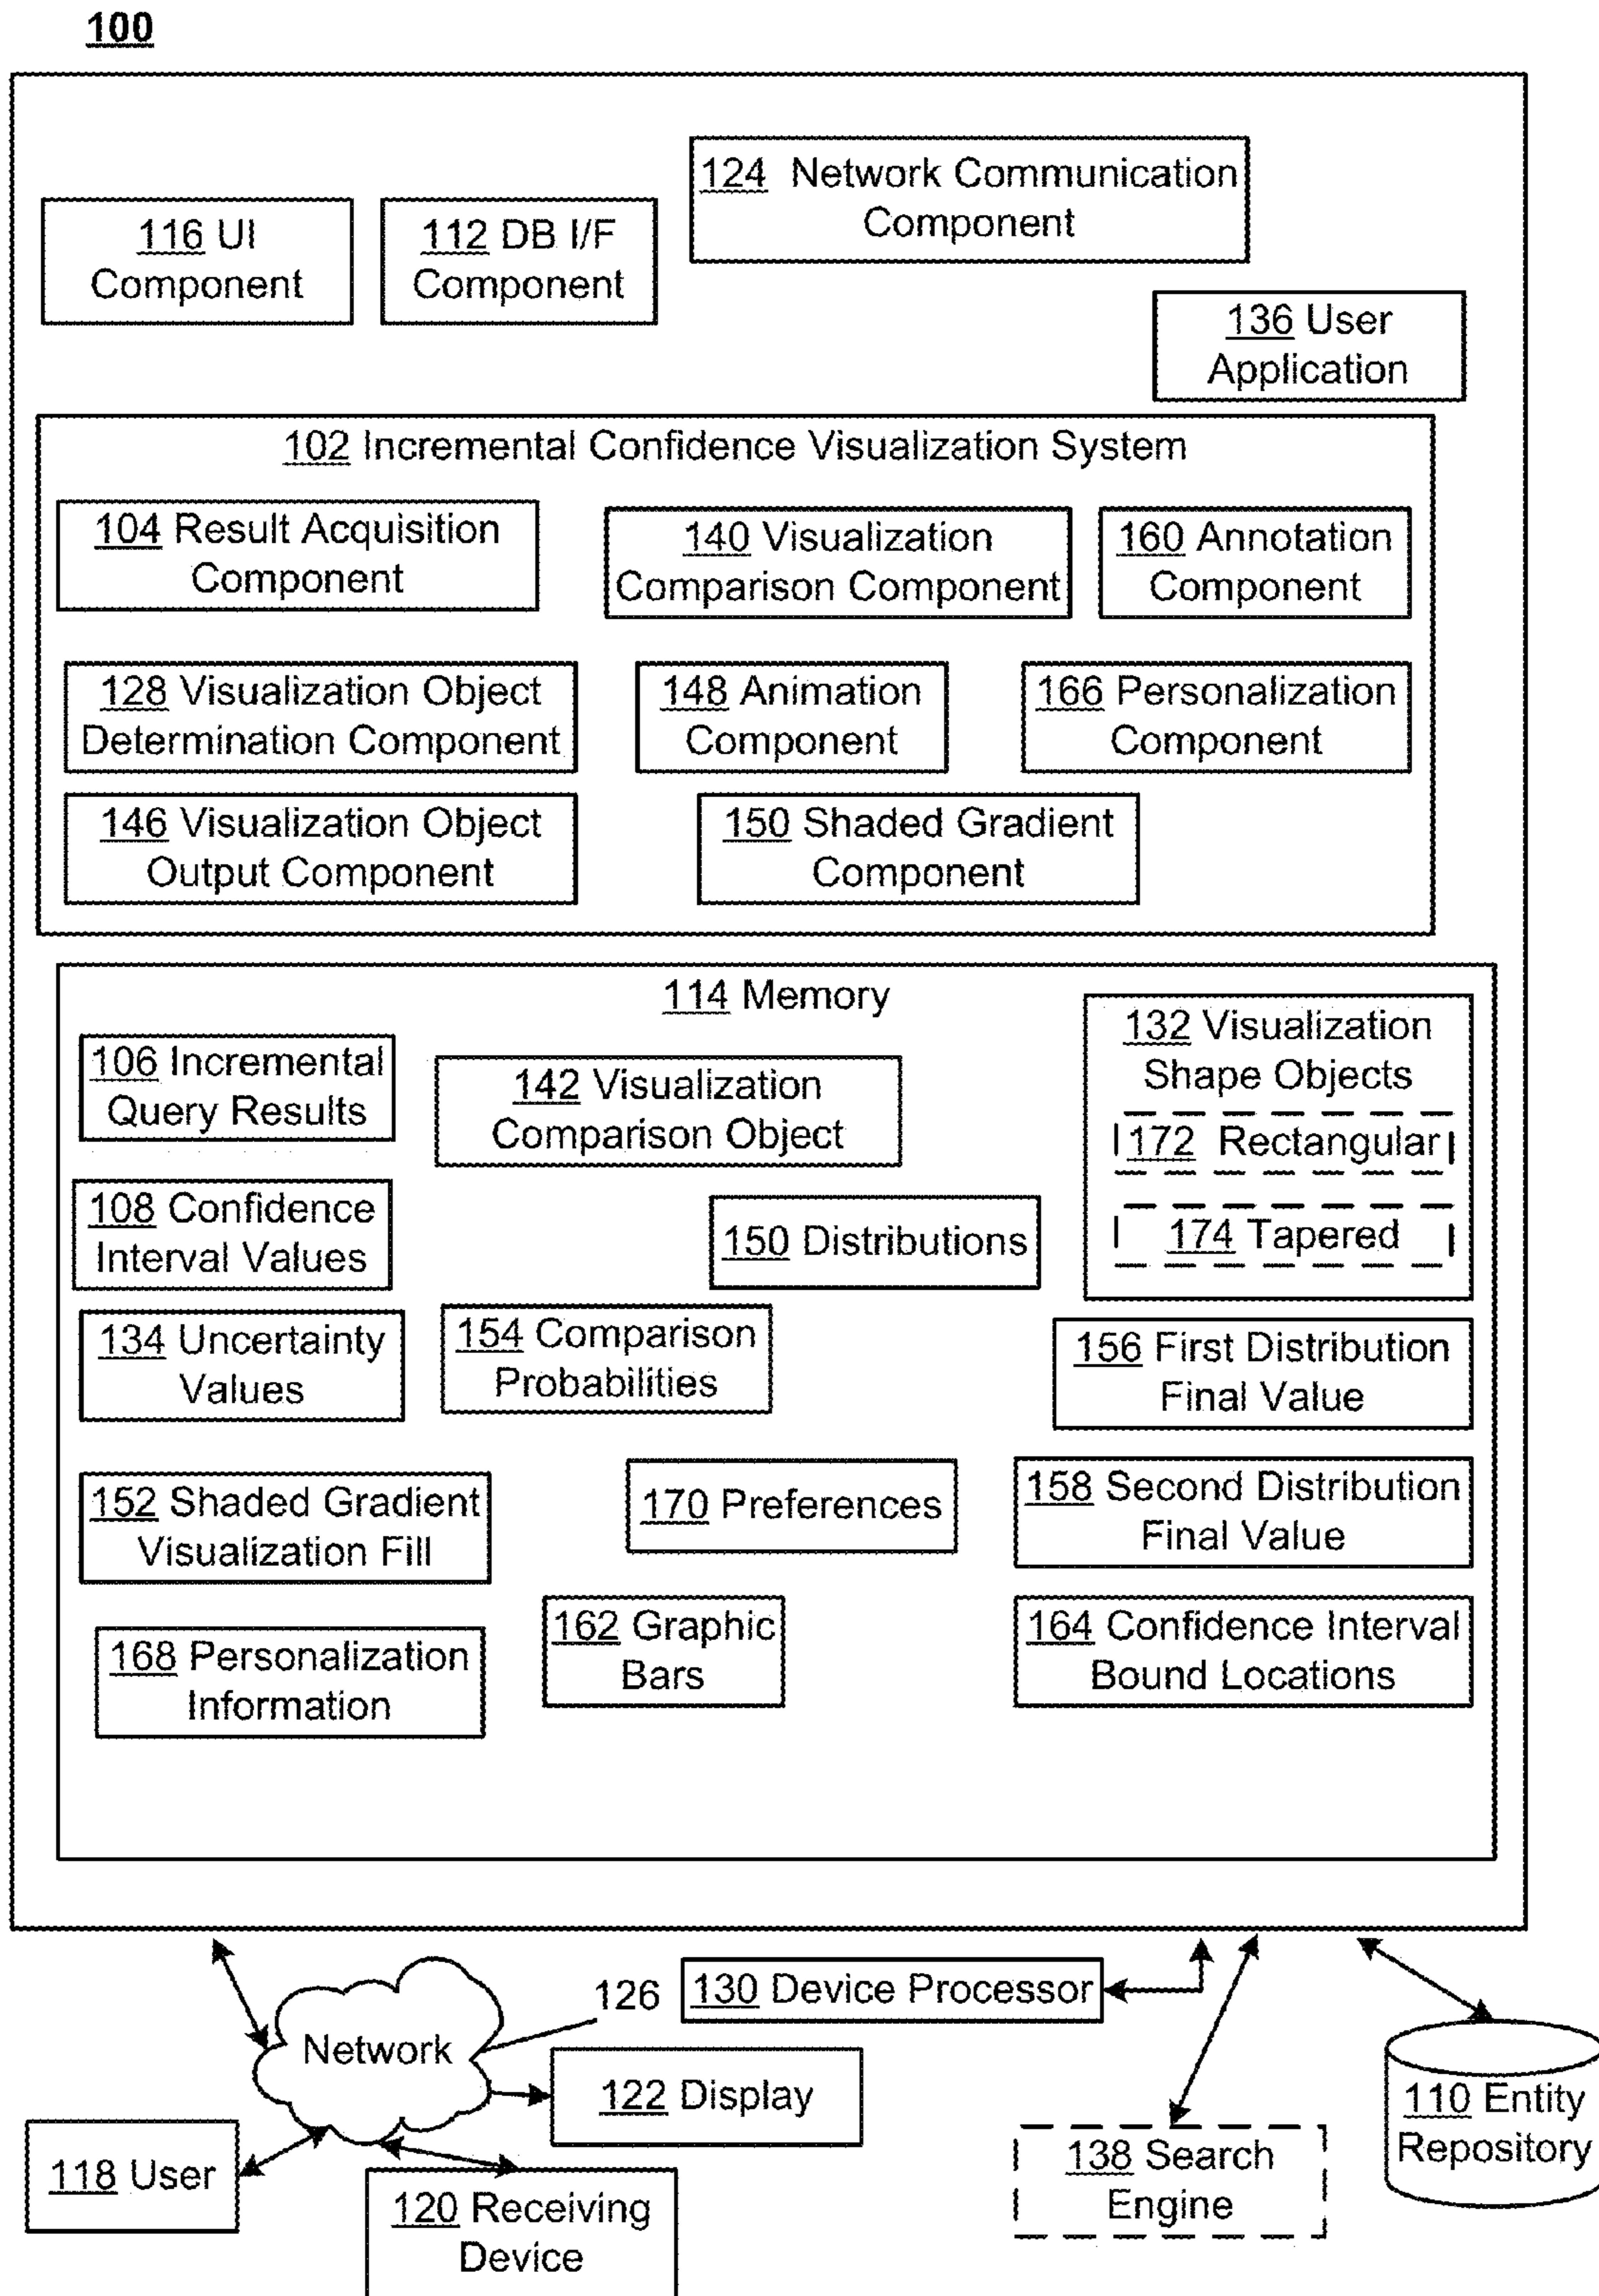 100
124 Network Communication
Component
116 UI
Component
112 DB I/F
Component
136 User
Application
102 Incremental Confidence Visualization System
104 Result Acquisition
Component
140 Visualization
Comparison Component
160 Annotation
Component
128 Visualization Object
Determination Component
148 Animation
Component
166 Personalization
Component
146 Visualization Object
Output Component
150 Shaded Gradient
Component
114 Memory
132 Visualization
Shape Objects
172 Rectangular
174 Tapered
106 Incremental
Query Results
142 Visualization
Comparison Object
108 Confidence
Interval Values
150 Distributions
134 Uncertainty
Values
154 Comparison
Probabilities
156 First Distribution
Final Value
152 Shaded Gradient
Visualization Fill
170 Preferences
158 Second Distribution
Final Value
168 Personalization
Information
162 Graphic
Bars
164 Confidence Interval
Bound Locations
126
130 Device Processor
Network
122 Display
110 Entity
Repository
118 User
120 Receiving
Device
138 Search
Engine